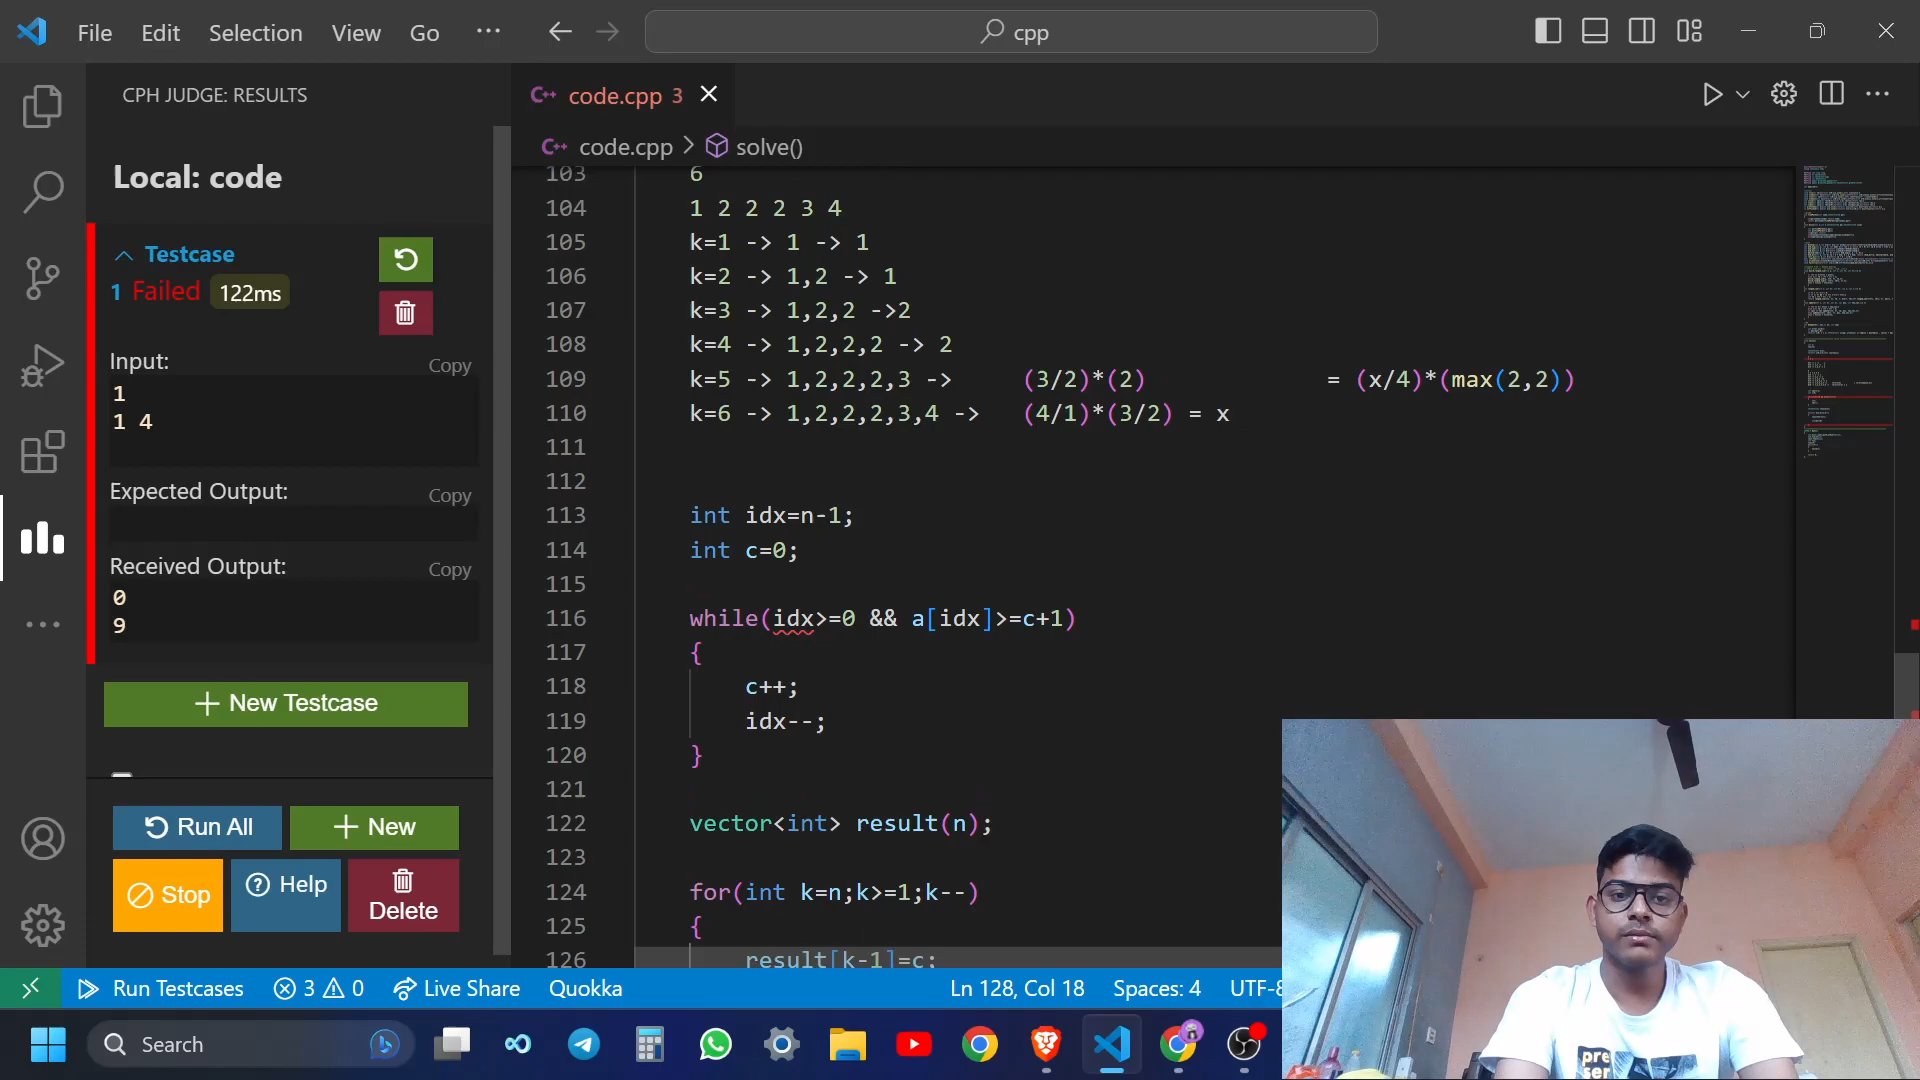 File Edit Selection View Go ··· cpp
CPH JUDGE: RESULTS
code.cpp 3
code.cpp > solve()
Local: code
Testcase
1 Failed 122ms
Input: Copy
1
1 4
Expected Output: Copy
Received Output: Copy
0
9
New Testcase
Run All
New
Stop
Help
Delete
103 6
104 1 2 2 2 3 4
105 k=1 -> 1 -> 1
106 k=2 -> 1,2 -> 1
107 k=3 -> 1,2,2 ->2
108 k=4 -> 1,2,2,2 -> 2
109 k=5 -> 1,2,2,2,3 -> (3/2)*(2) = (x/4)*(max(2,2))
110 k=6 -> 1,2,2,2,3,4 -> (4/1)*(3/2) = x
111
112
113 int idx=n-1;
114 int c=0;
115
116 while(idx>=0 && a[idx]>=c+1)
117 {
118 c++;
119 idx--;
120 }
121
122 vector<int> result(n);
123
124 for(int k=n;k>=1;k--)
125 {
126 result[k-1]=c;
Run Testcases 3 0 Live Share Quokka Ln 128, Col 18 Spaces: 4 UTF-8
Search